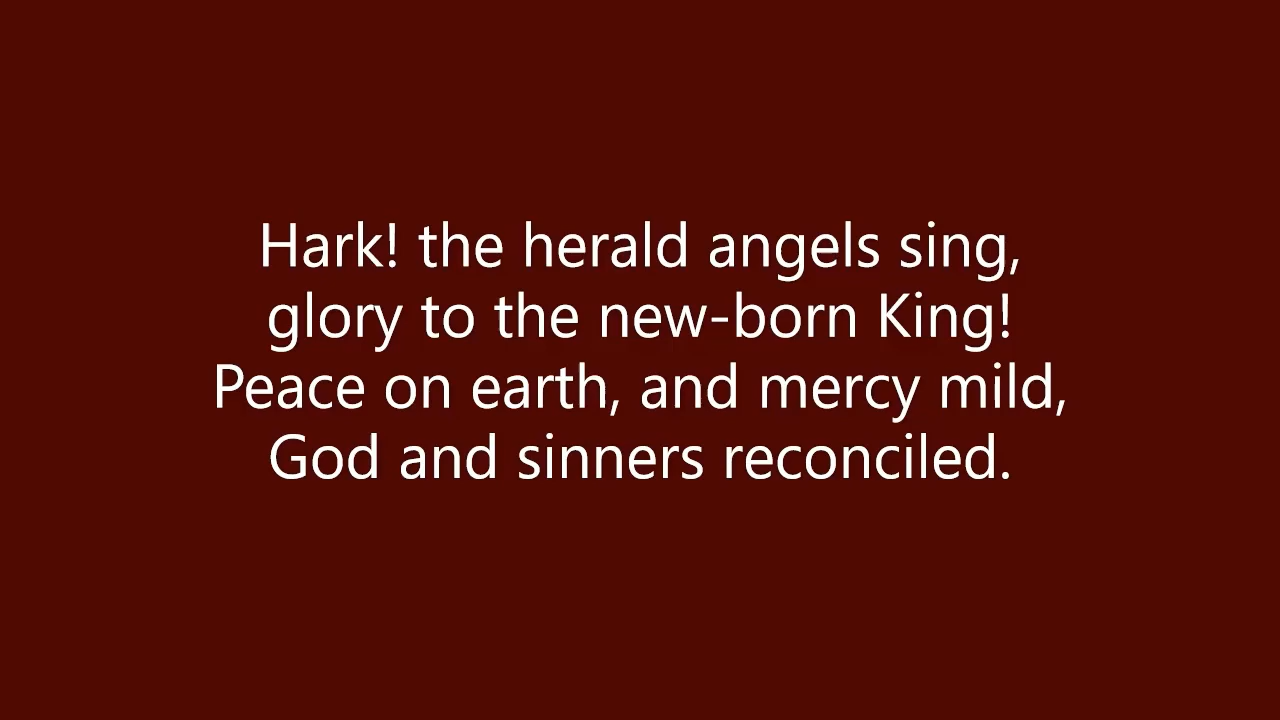 Hark! the herald angels sing,
glory to the new-born King!
Peace on earth, and mercy mild,
God and sinners reconciled.